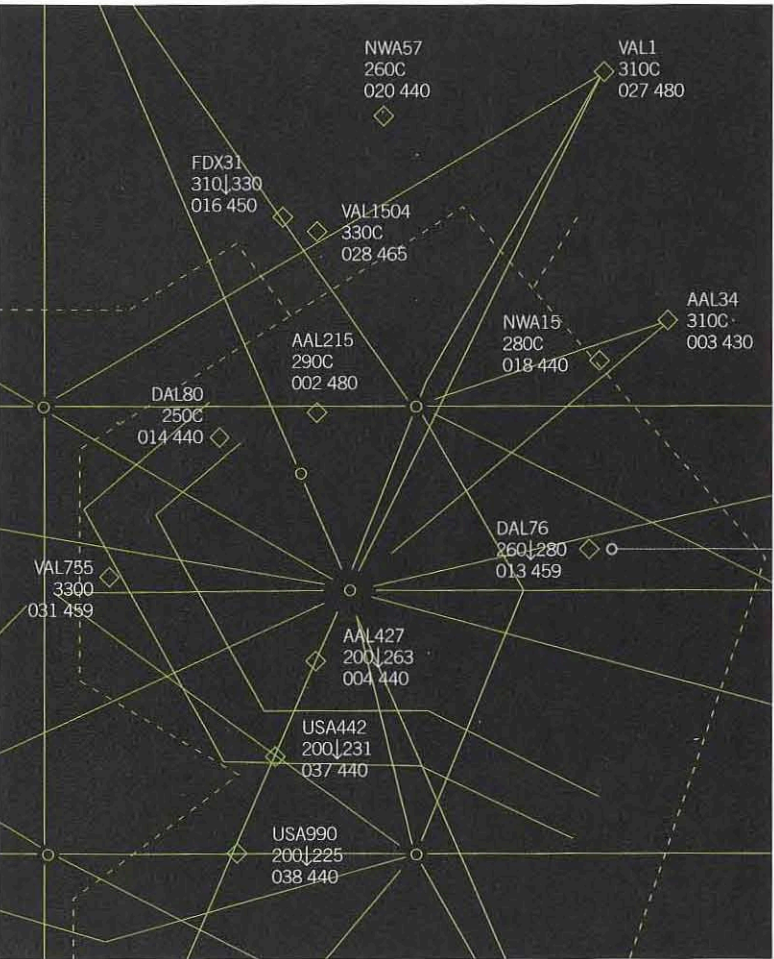 NWA57
260C
020 440
VAL1
310C
027 480
FDX31
310↓330
016 450
VAL1504
330C
028 465
AAL34
310C
003 430
NWA15
280C
018 440
AAL215
290C
002 480
DAL80
250C
014 440
DAL76
260↓280
013 459
VAL755
3300
031 459
AAL427
200↓263
004 440
USA442
200↓231
037 440
USA990
200↓225
038 440